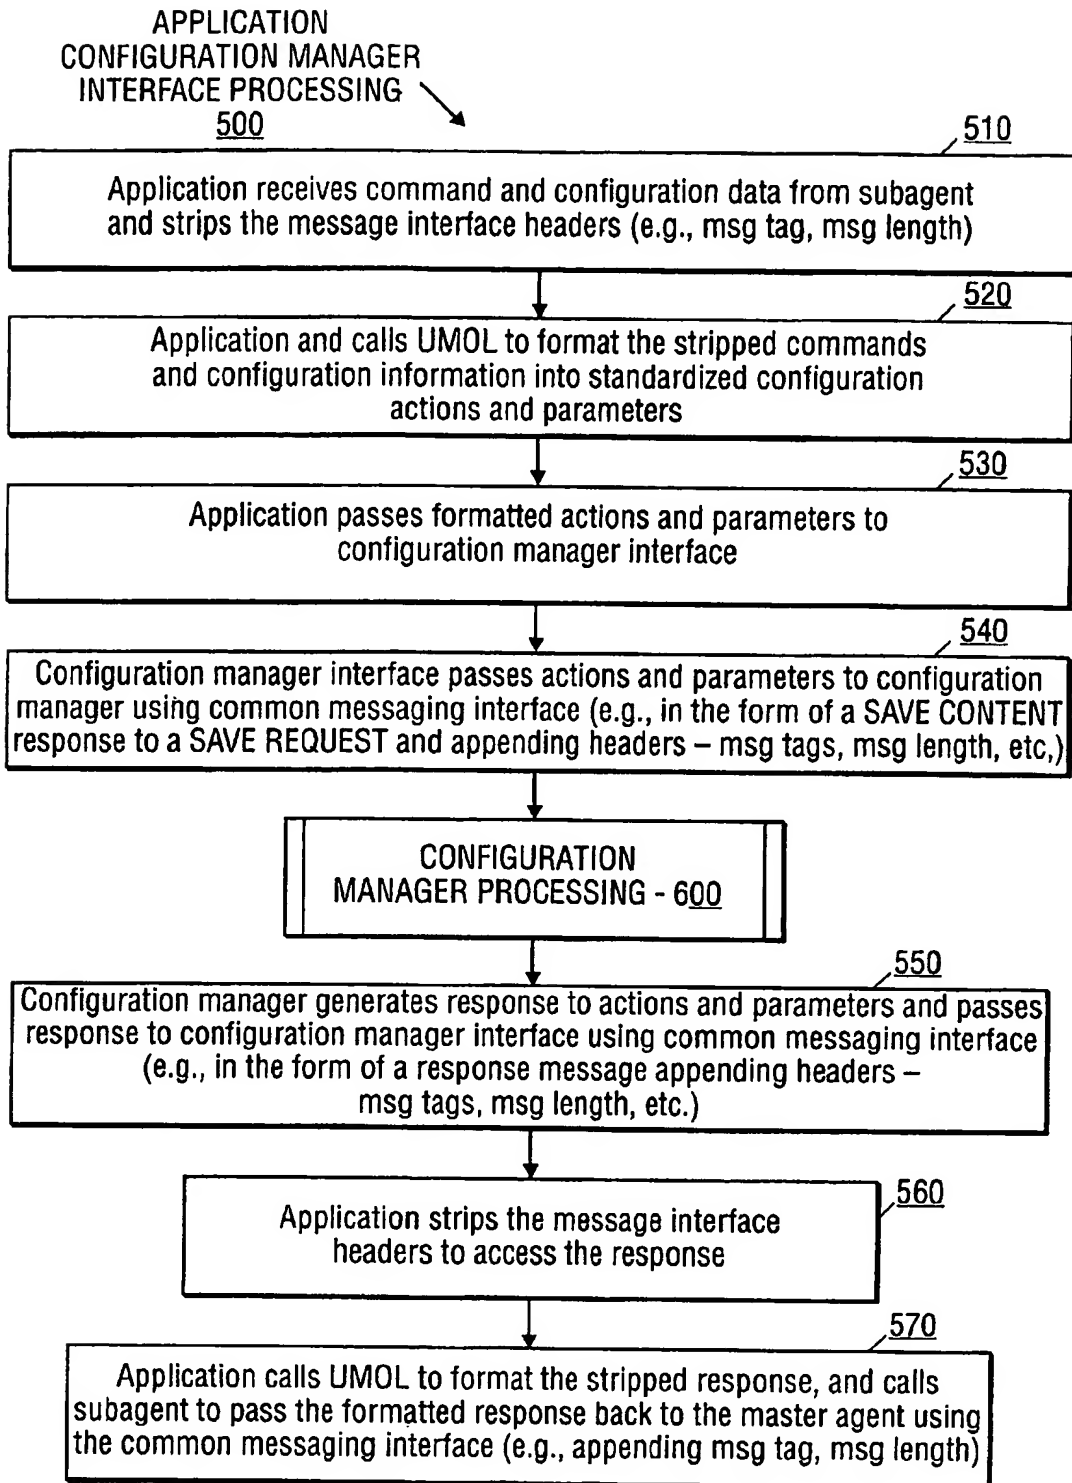 APPLICATION
CONFIGURATION MANAGER
INTERFACE PROCESSING
500
510
Application receives command and configuration data from subagent
and strips the message interface headers (e.g., msg tag, msg length)
520
Application and calls UMOL to format the stripped commands
and configuration information into standardized configuration
actions and parameters
530
Application passes formatted actions and parameters to
configuration manager interface
540
Configuration manager interface passes actions and parameters to configuration
manager using common messaging interface (e.g., in the form of a SAVE CONTENT
response to a SAVE REQUEST and appending headers – msg tags, msg length, etc,)
CONFIGURATION
MANAGER PROCESSING - 600
550
Configuration manager generates response to actions and parameters and passes
response to configuration manager interface using common messaging interface
(e.g., in the form of a response message appending headers –
msg tags, msg length, etc.)
560
Application strips the message interface
headers to access the response
570
Application calls UMOL to format the stripped response, and calls
subagent to pass the formatted response back to the master agent using
the common messaging interface (e.g., appending msg tag, msg length)